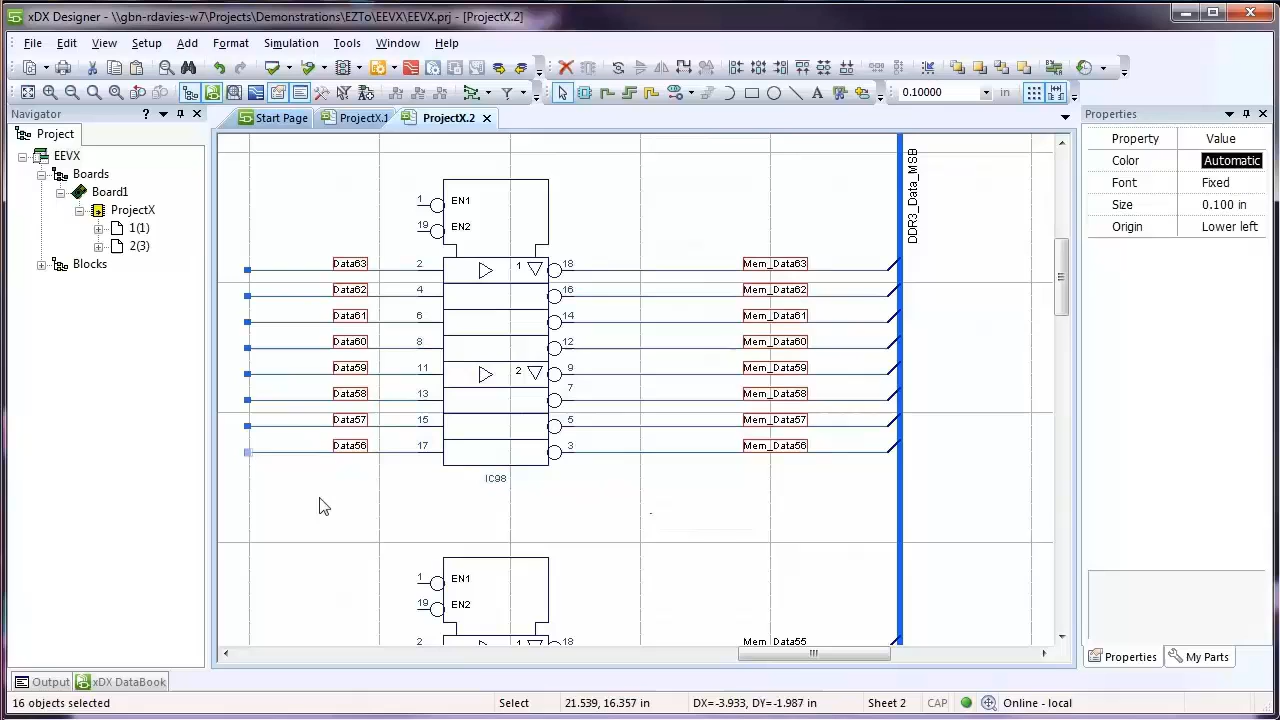 xDX Designer - \\gbn-rdavies-w7\Projects\Demonstrations\EZTo\EEVX\EEVX.prj - [ProjectX.2]
File Edit View Setup Add Format Simulation Tools Window Help
0.10000 in
Navigator
Start Page ProjectX.1 ProjectX.2
Properties
Project
EEVX
Boards
Board1
ProjectX
1(1)
2(3)
Blocks
DDR3_Data_MSB
1 EN1
19 EN2
1
Data63 2 18 Mem_Data63
Data62 4 16 Mem_Data62
Data61 6 14 Mem_Data61
Data60 8 12 Mem_Data60
Data59 11 2 9 Mem_Data59
Data58 13 7 Mem_Data58
Data57 15 5 Mem_Data57
Data56 17 3 Mem_Data56
IC98
1 EN1
19 EN2
2 1 18 Mem_Data55
Property Value
Color Automatic
Font Fixed
Size 0.100 in
Origin Lower left
Properties My Parts
Output xDX DataBook
16 objects selected Select 21.539, 16.357 in DX=-3.933, DY=-1.987 in Sheet 2 CAP Online - local